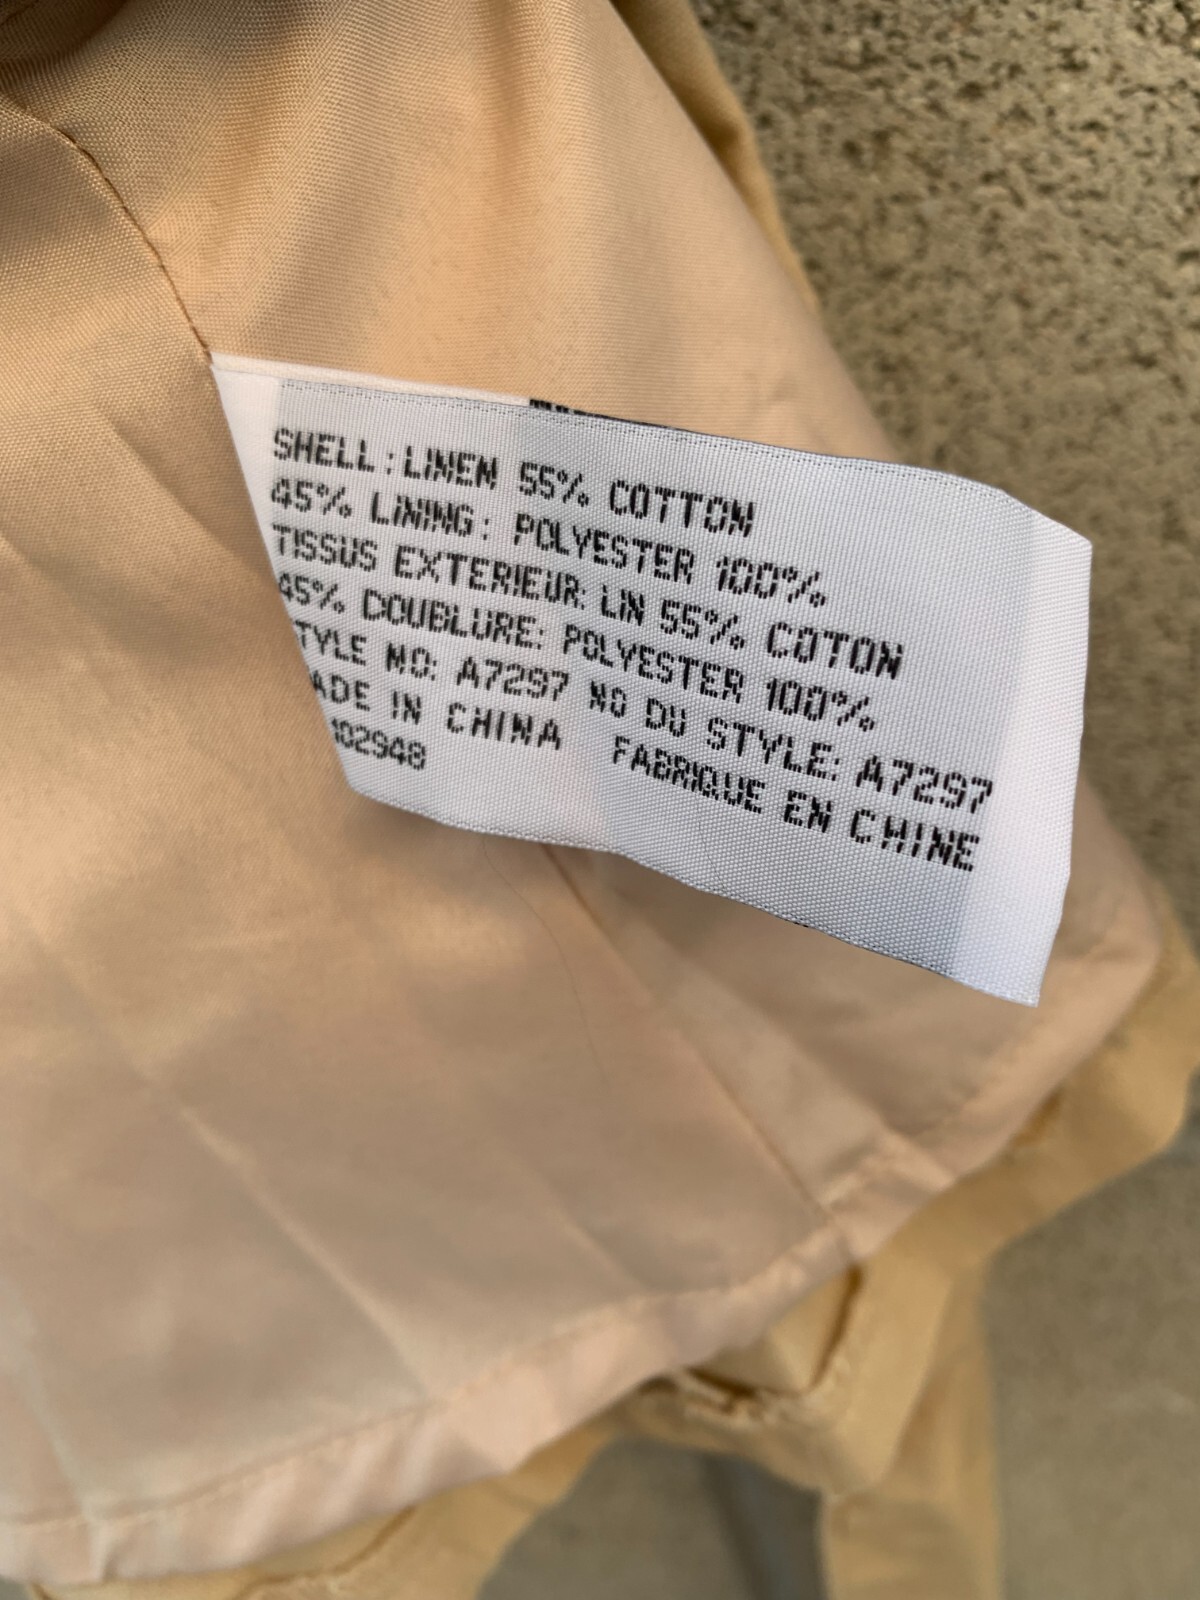 SHELL: LINEN 55% COTTON
45% LINING: POLYESTER 100%
TISSUS EXTERIEUR: LIN 55% COTON
45% DOUBLURE: POLYESTER 100%
TYLE NO: A7297 NO DU STYLE: A7297
ADE IN CHINA FABRIQUE EN CHINE
102948